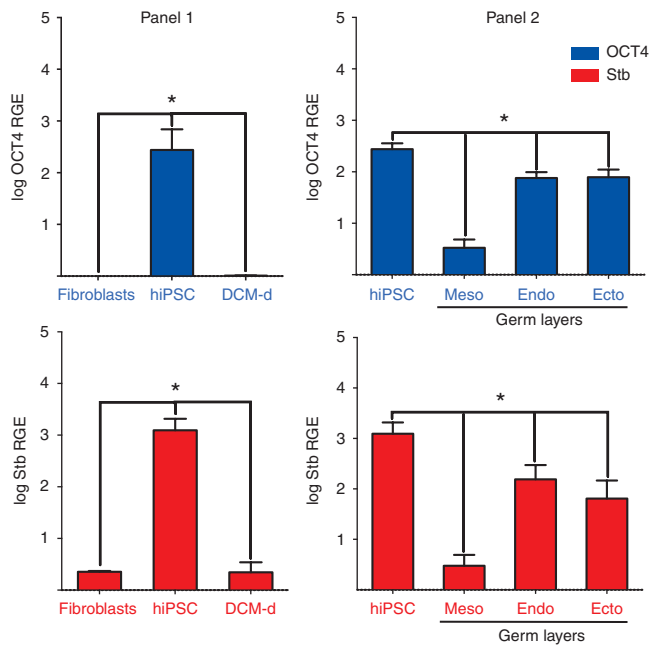 Panel 1
5
4
3
2
1
log OCT4 RGE
*
Fibroblasts hiPSC DCM-d
Panel 2
OCT4
Stb
5
4
3
2
1
log OCT4 RGE
*
hiPSC Meso Endo Ecto
Germ layers
5
4
3
2
1
log Stb RGE
*
Fibroblasts hiPSC DCM-d
5
4
3
2
1
log Stb RGE
*
hiPSC Meso Endo Ecto
Germ layers